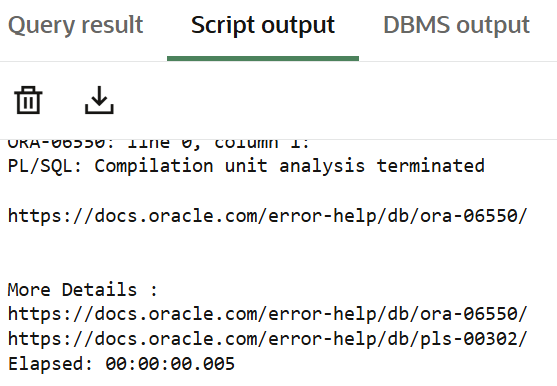 Query result
Script output
DBMS output
ORA-06550: line 0, column 1:
PL/SQL: Compilation unit analysis terminated
https://docs.oracle.com/error-help/db/ora-06550/
More Details :
https://docs.oracle.com/error-help/db/ora-06550/
https://docs.oracle.com/error-help/db/pls-00302/
Elapsed: 00:00:00.005